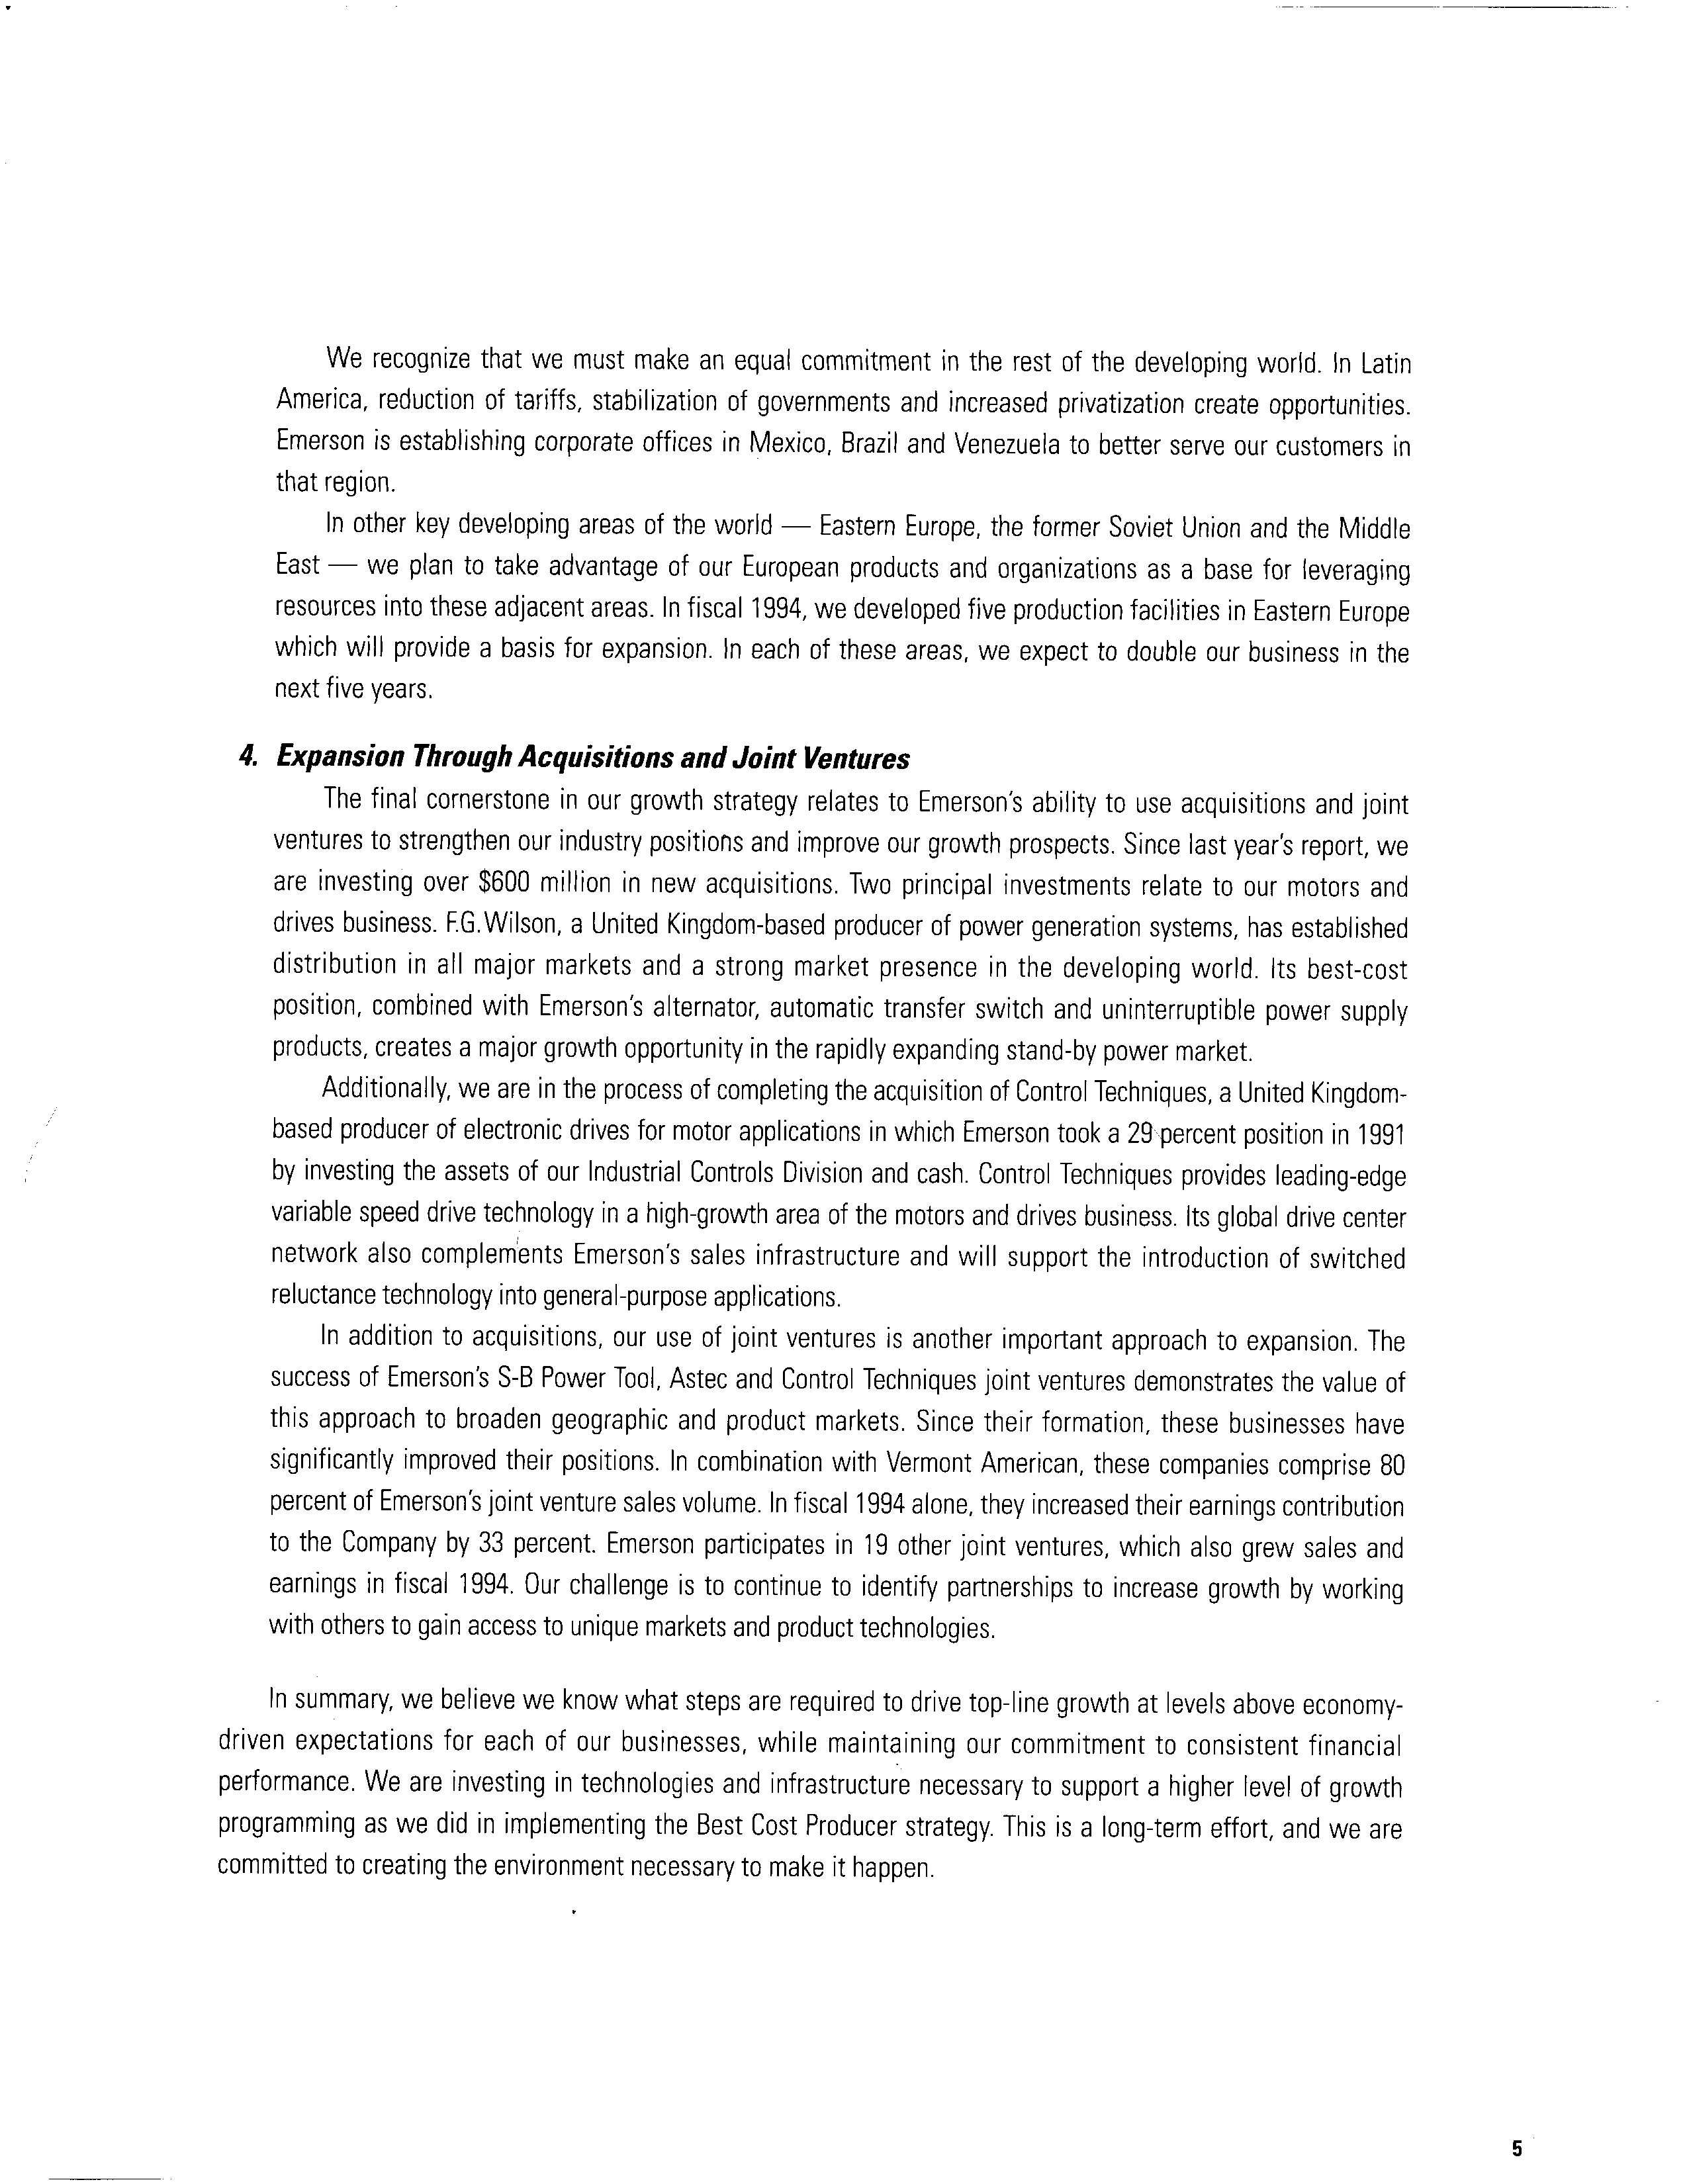 We recognize that we must make an equal commitment in the rest of the developing world. In Latin
America, reduction of tariffs, stabilization of governments and increased privatization create opportunities.
Emerson is establishing corporate offices in Mexico, Brazil and Venezuela to better serve our customers in
that region.
In other key developing areas of the world — Eastern Europe, the former Soviet Union and the Middle
East — we plan to take advantage of our European products and organizations as a base for leveraging
resources into these adjacent areas. In fiscal 1994, we developed five production facilities in Eastern Europe
which will provide a basis for expansion. In each of these areas, we expect to double our business in the
next five years.
4. Expansion Through Acquisitions and Joint Ventures
The final cornerstone in our growth strategy relates to Emerson's ability to use acquisitions and joint
ventures to strengthen our industry positions and improve our growth prospects. Since last year's report, we
are investing over $600 million in new acquisitions. Two principal investments relate to our motors and
drives business. F.G.Wilson, a United Kingdom-based producer of power generation systems, has established
distribution in all major markets and a strong market presence in the developing world. Its best-cost
position, combined with Emerson's alternator, automatic transfer switch and uninterruptible power supply
products, creates a major growth opportunity in the rapidly expanding stand-by power market.
Additionally, we are in the process of completing the acquisition of Control Techniques, a United Kingdom-
based producer of electronic drives for motor applications in which Emerson took a 29 percent position in 1991
by investing the assets of our Industrial Controls Division and cash. Control Techniques provides leading-edge
variable speed drive technology in a high-growth area of the motors and drives business. Its global drive center
network also complements Emerson's sales infrastructure and will support the introduction of switched
reluctance technology into general-purpose applications.
In addition to acquisitions, our use of joint ventures is another important approach to expansion. The
success of Emerson's S-B Power Tool, Astec and Control Techniques joint ventures demonstrates the value of
this approach to broaden geographic and product markets. Since their formation, these businesses have
significantly improved their positions. In combination with Vermont American, these companies comprise 80
percent of Emerson's joint venture sales volume. In fiscal 1994 alone, they increased their earnings contribution
to the Company by 33 percent. Emerson participates in 19 other joint ventures, which also grew sales and
earnings in fiscal 1994. Our challenge is to continue to identify partnerships to increase growth by working
with others to gain access to unique markets and product technologies.
In summary, we believe we know what steps are required to drive top-line growth at levels above economy-
driven expectations for each of our businesses, while maintaining our commitment to consistent financial
performance. We are investing in technologies and infrastructure necessary to support a higher level of growth
programming as we did in implementing the Best Cost Producer strategy. This is a long-term effort, and we are
committed to creating the environment necessary to make it happen.
5